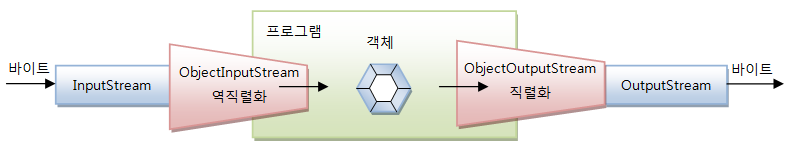 프로그램
객체
바이트
InputStream
ObjectInputStream
역직렬화
ObjectOutputStream
직렬화
OutputStream
바이트